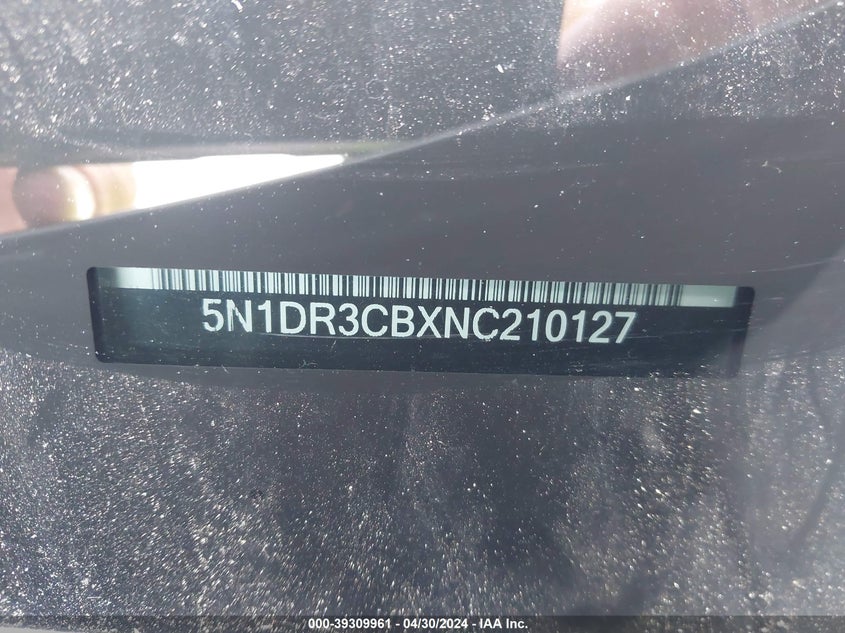 5N1DR3CBXNC210127
000-39309961 - 04/30/2024 - IAA Inc.